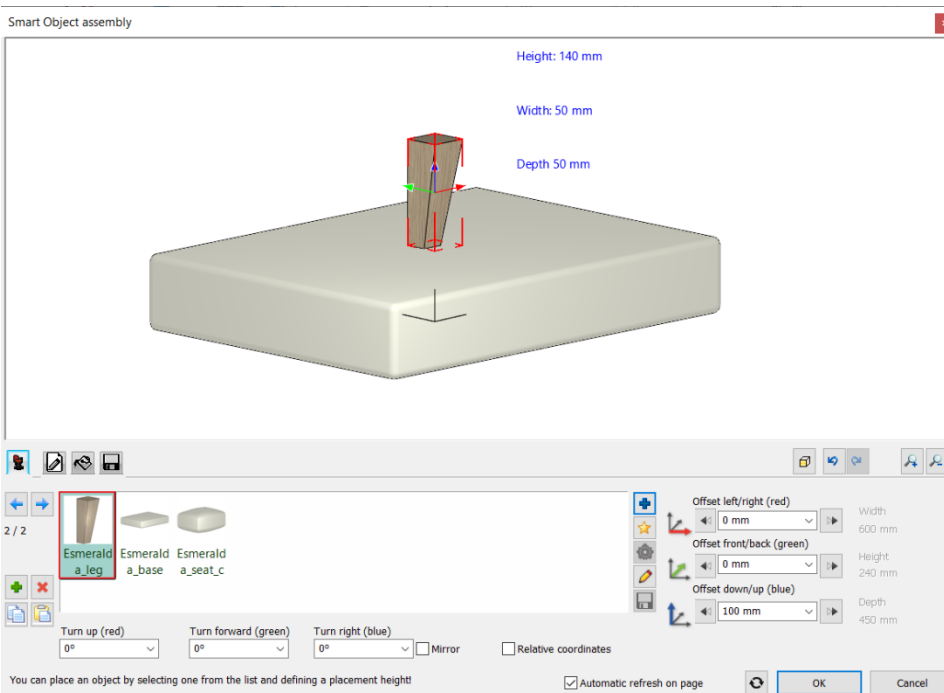 Smart Object assembly
Height: 140 mm
Width: 50 mm
Depth 50 mm
2 / 2
Esmerald
a_leg
Esmerald
a_base
Esmerald
a_seat_c
Offset left/right (red)
0 mm
Width
600 mm
Offset front/back (green)
0 mm
Height
240 mm
Offset down/up (blue)
100 mm
Depth
450 mm
Turn up (red)
0°
Turn forward (green)
0°
Turn right (blue)
0°
Mirror
Relative coordinates
You can place an object by selecting one from the list and defining a placement height!
Automatic refresh on page
OK
Cancel